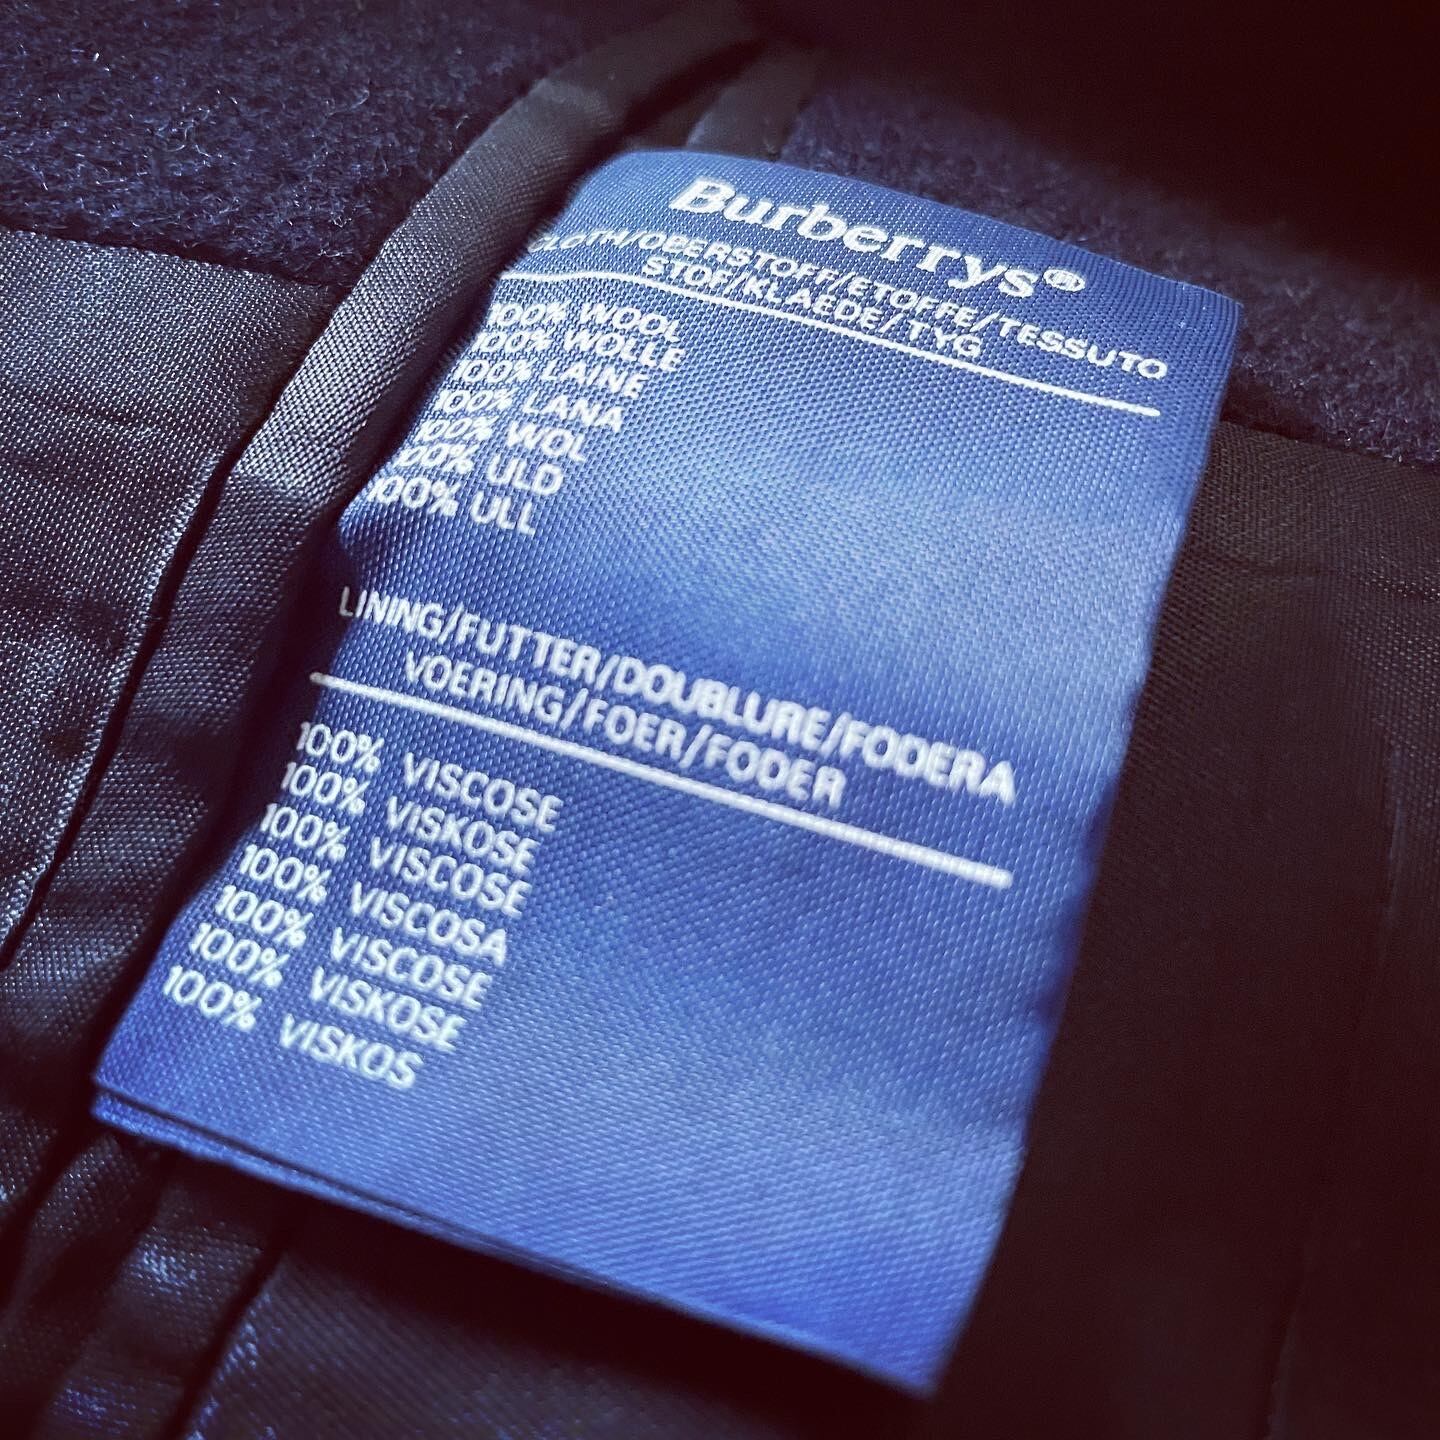 Burberrys®
CLOTH/OBERSTOFF/ETOFFE/TESSUTO
STOF/KLAEDE/TYG
100% WOOL
100% WOLLE
100% LAINE
100% LANA
100% WOL
100% ULD
100% ULL
LINING/FUTTER/DOUBLURE/FODERA
VOERING/FOER/FODER
100% VISCOSE
100% VISKOSE
100% VISCOSE
100% VISCOSA
100% VISCOSE
100% VISKOSE
100% VISKOS